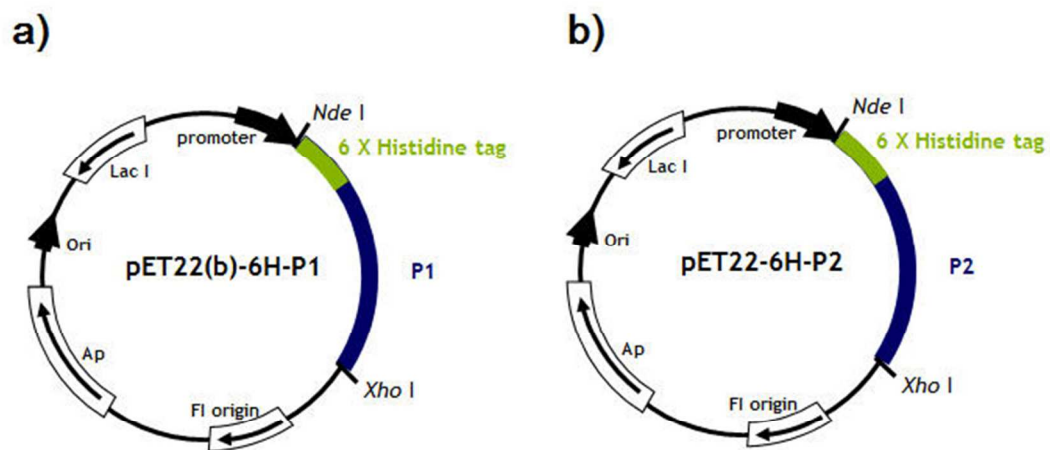 a)
Nde I
promoter
6 X Histidine tag
Lac I
Ori
pET22(b)-6H-P1
P1
Ap
Xho I
FI origin
b)
Nde I
promoter
6 X Histidine tag
Lac I
Ori
pET22-6H-P2
P2
Ap
Xho I
FI origin